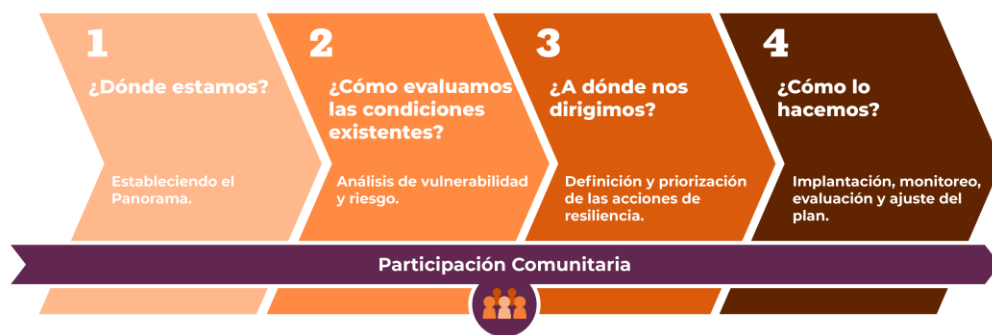 1
¿Dónde estamos?
Estableciendo el
Panorama.
2
¿Cómo evaluamos
las condiciones
existentes?
Análisis de vulnerabilidad
y riesgo.
3
¿A dónde nos
dirigimos?
Definición y priorización
de las acciones de
resiliencia.
4
¿Cómo lo
hacemos?
Implantación, monitoreo,
evaluación y ajuste del
plan.
Participación Comunitaria